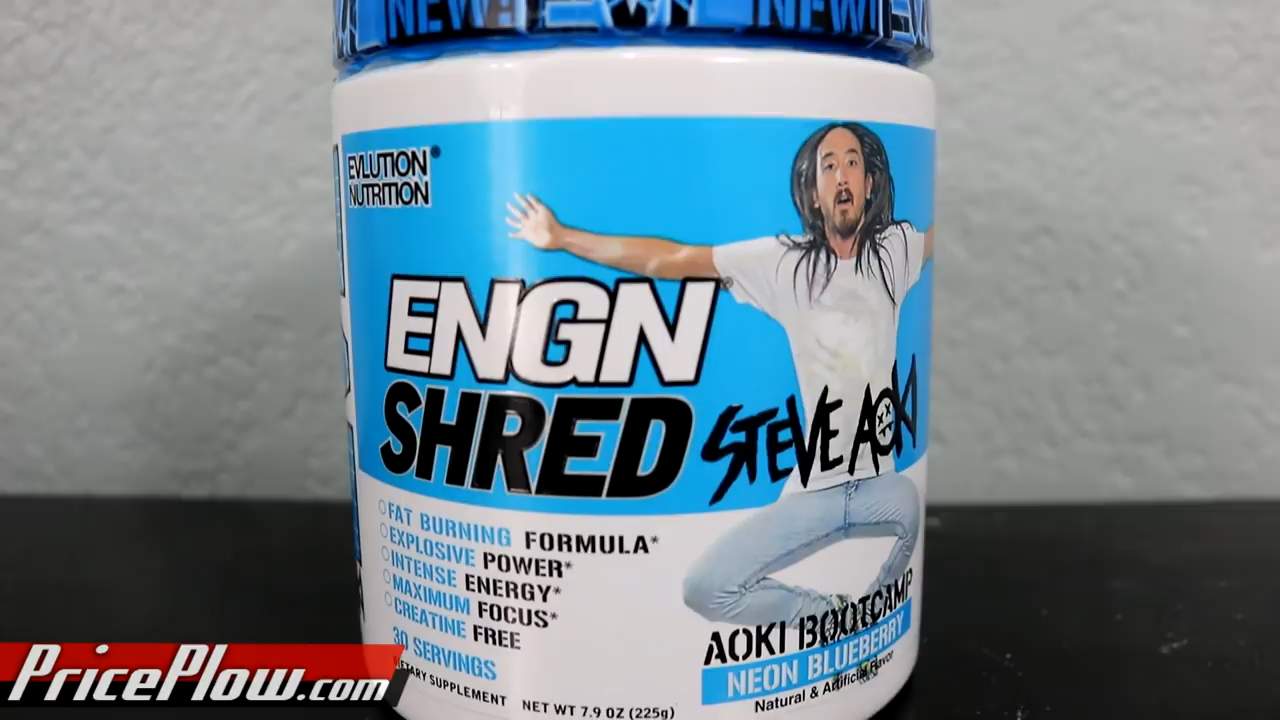 NEW!
NEW!
EVLUTION
NUTRITION®
ENGN®
SHRED
STEVE AOKI
FAT BURNING FORMULA*
EXPLOSIVE POWER*
INTENSE ENERGY*
MAXIMUM FOCUS*
CREATINE FREE
30 SERVINGS
DIETARY SUPPLEMENT NET WT 7.9 OZ (225g)
AOKI BOOTCAMP
NEON BLUEBERRY
Natural & Artificial Flavor
PricePlow.com